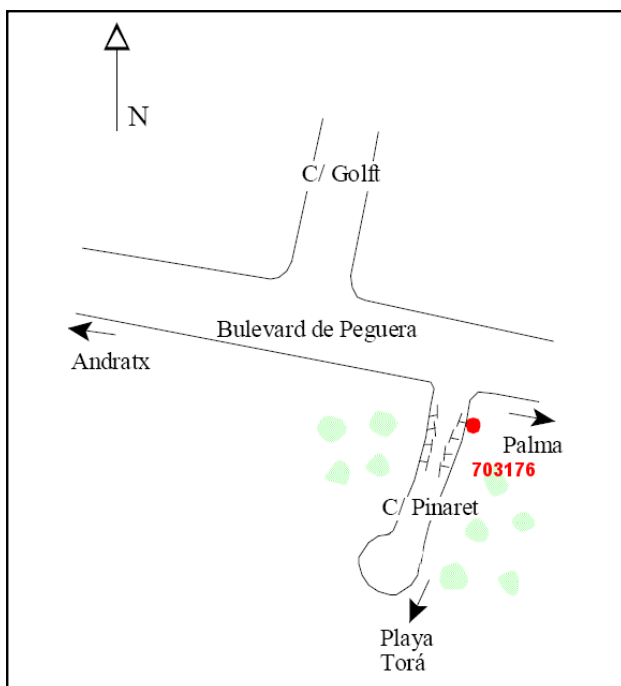 N
C/ Golft
Bulevard de Peguera
Andratx
Palma
703176
C/ Pinaret
Playa
Torá